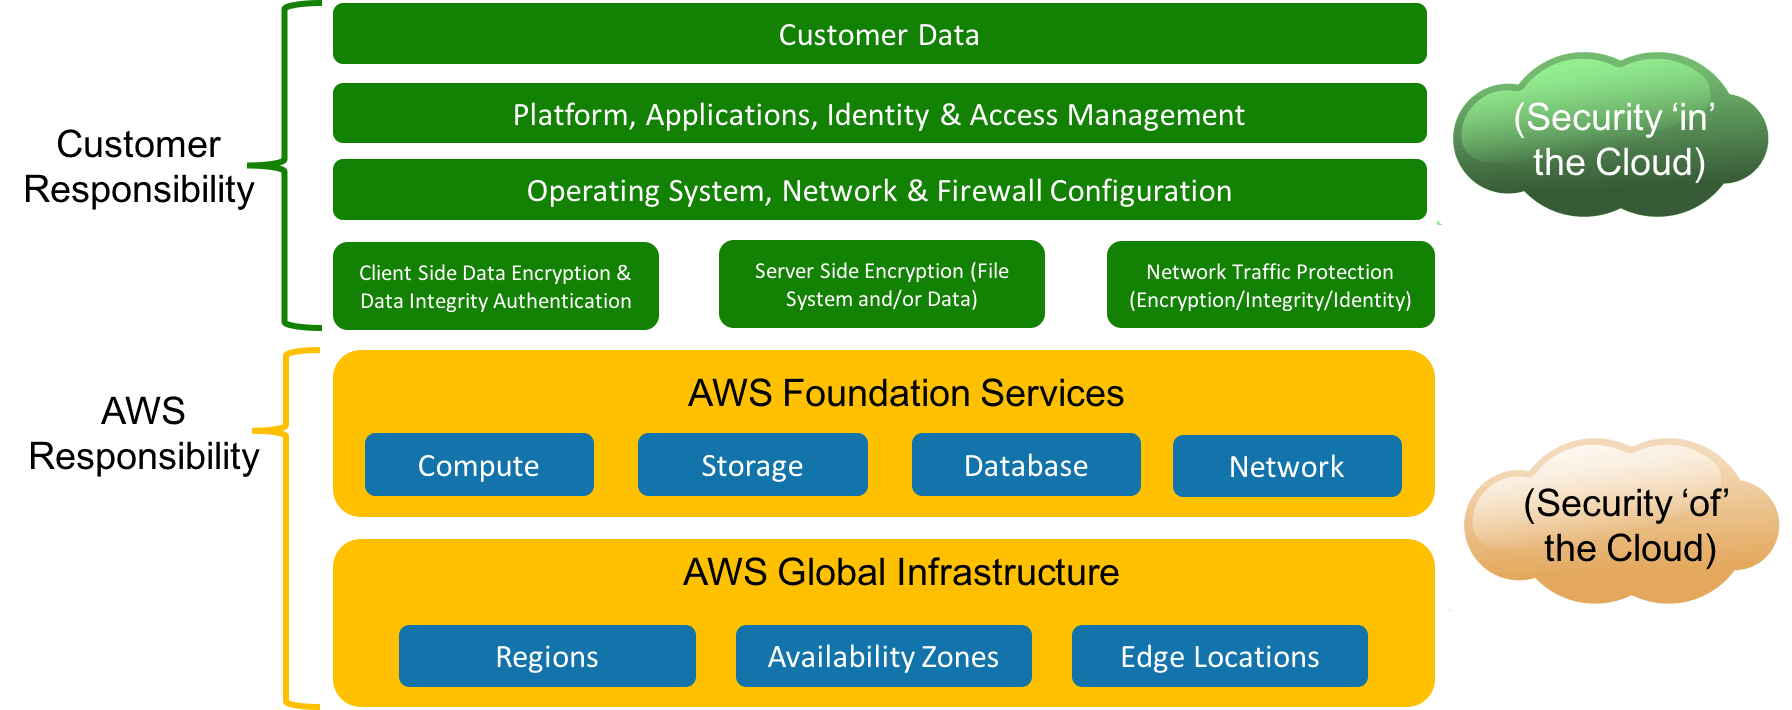 Customer Data
Platform, Applications, Identity & Access Management
Operating System, Network & Firewall Configuration
Customer
Responsibility
(Security ‘in’
the Cloud)
Client Side Data Encryption &
Data Integrity Authentication
Server Side Encryption (File
System and/or Data)
Network Traffic Protection
(Encryption/Integrity/Identity)
AWS
Responsibility
AWS Foundation Services
Compute
Storage
Database
Network
(Security ‘of’
the Cloud)
AWS Global Infrastructure
Regions
Availability Zones
Edge Locations